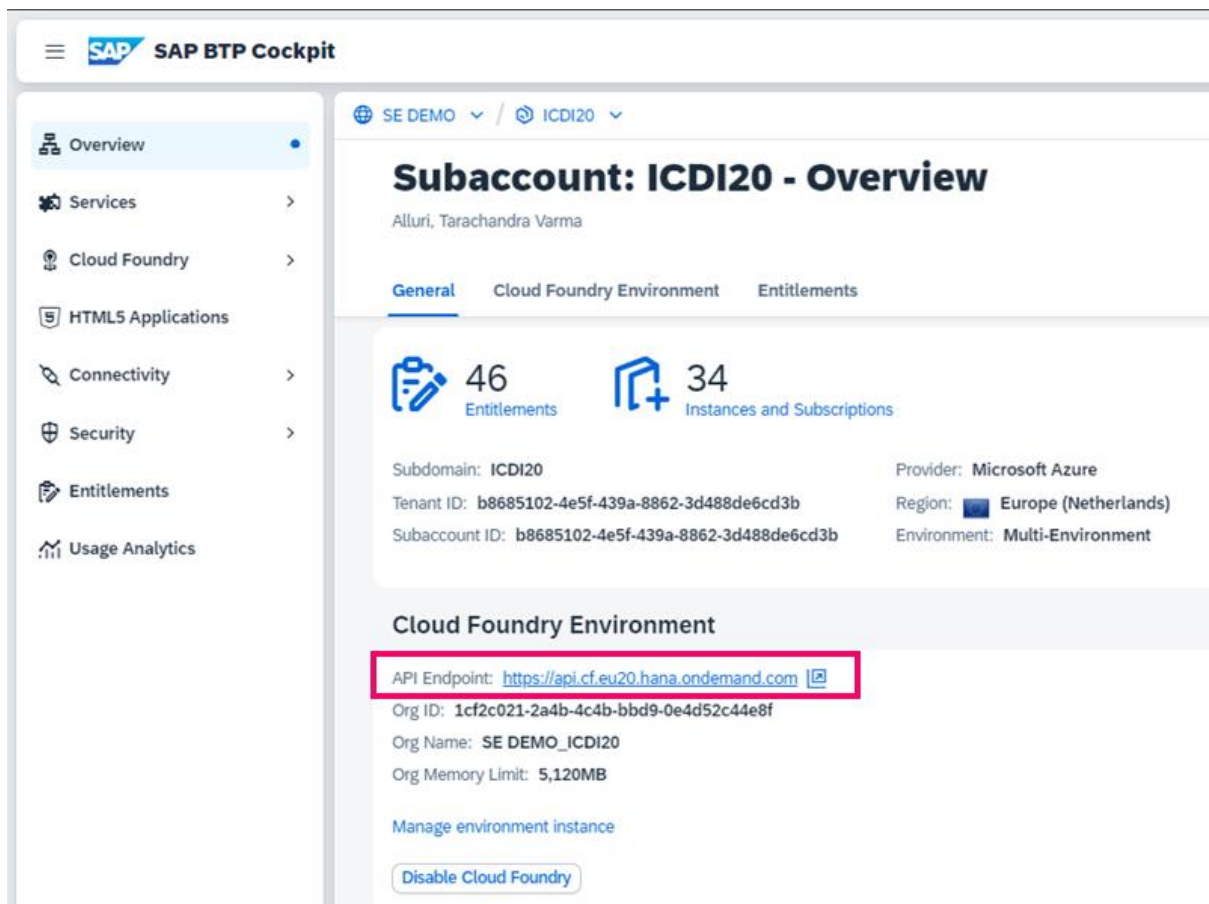 SAP SAP BTP Cockpit
SE DEMO / ICDI20
Overview
Services
Cloud Foundry
HTML5 Applications
Connectivity
Security
Entitlements
Usage Analytics
Subaccount: ICDI20 - Overview
Alluri, Tarachandra Varma
General Cloud Foundry Environment Entitlements
46 Entitlements
34 Instances and Subscriptions
Subdomain: ICDI20
Tenant ID: b8685102-4e5f-439a-8862-3d488de6cd3b
Subaccount ID: b8685102-4e5f-439a-8862-3d488de6cd3b
Provider: Microsoft Azure
Region: Europe (Netherlands)
Environment: Multi-Environment
Cloud Foundry Environment
API Endpoint: https://api.cf.eu20.hana.ondemand.com
Org ID: 1cf2c021-2a4b-4c4b-bbd9-0e4d52c44e8f
Org Name: SE DEMO_ICDI20
Org Memory Limit: 5,120MB
Manage environment instance
Disable Cloud Foundry